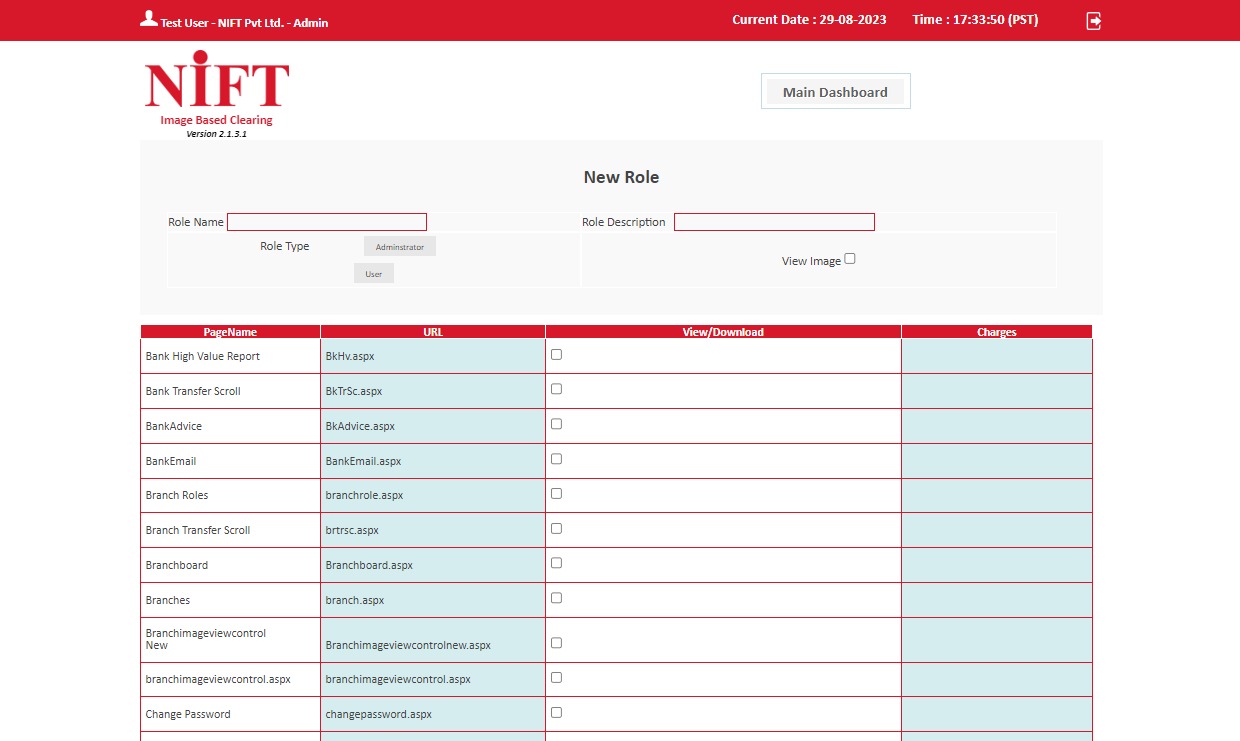 Test User - NIFT Pvt Ltd. - Admin Current Date : 29-08-2023 Time : 17:33:50 (PST)
NIFT
Image Based Clearing
Version 2.1.3.1
Main Dashboard
New Role
Role Name Role Description
Role Type Adminstrator
User
View Image
PageName URL View/Download Charges
Bank High Value Report BkHv.aspx
Bank Transfer Scroll BkTrSc.aspx
BankAdvice BkAdvice.aspx
BankEmail BankEmail.aspx
Branch Roles branchrole.aspx
Branch Transfer Scroll brtrsc.aspx
Branchboard Branchboard.aspx
Branches branch.aspx
Branchimageviewcontrol
New Branchimageviewcontrolnew.aspx
branchimageviewcontrol.aspx branchimageviewcontrol.aspx
Change Password changepassword.aspx